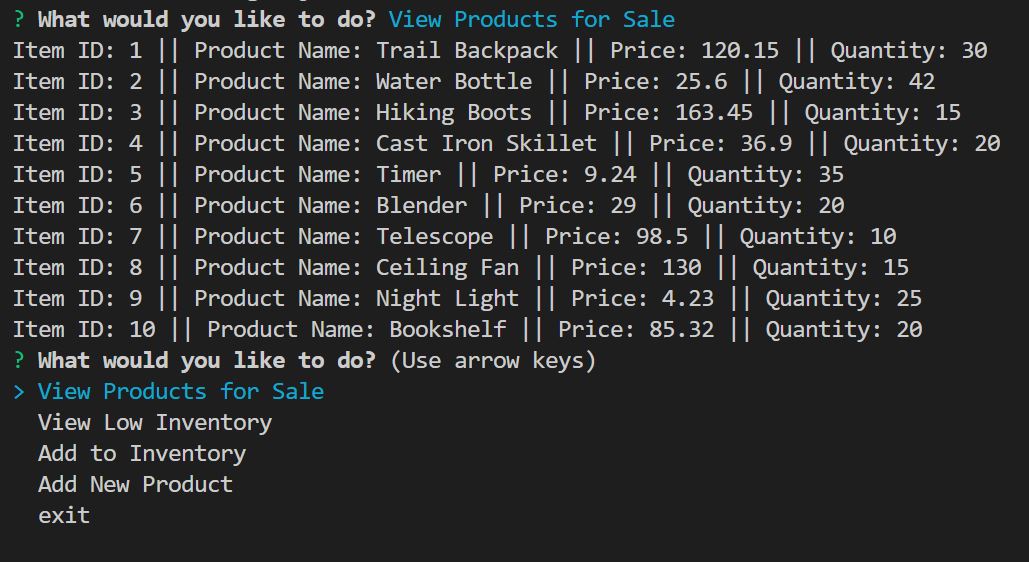 ? What would you like to do? View Products for Sale
Item ID: 1 || Product Name: Trail Backpack || Price: 120.15 || Quantity: 30
Item ID: 2 || Product Name: Water Bottle || Price: 25.6 || Quantity: 42
Item ID: 3 || Product Name: Hiking Boots || Price: 163.45 || Quantity: 15
Item ID: 4 || Product Name: Cast Iron Skillet || Price: 36.9 || Quantity: 20
Item ID: 5 || Product Name: Timer || Price: 9.24 || Quantity: 35
Item ID: 6 || Product Name: Blender || Price: 29 || Quantity: 20
Item ID: 7 || Product Name: Telescope || Price: 98.5 || Quantity: 10
Item ID: 8 || Product Name: Ceiling Fan || Price: 130 || Quantity: 15
Item ID: 9 || Product Name: Night Light || Price: 4.23 || Quantity: 25
Item ID: 10 || Product Name: Bookshelf || Price: 85.32 || Quantity: 20
? What would you like to do? (Use arrow keys)
> View Products for Sale
View Low Inventory
Add to Inventory
Add New Product
exit